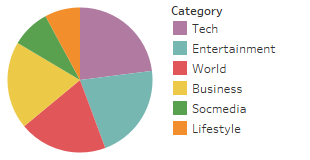 Category
Tech
Entertainment
World
Business
Socmedia
Lifestyle